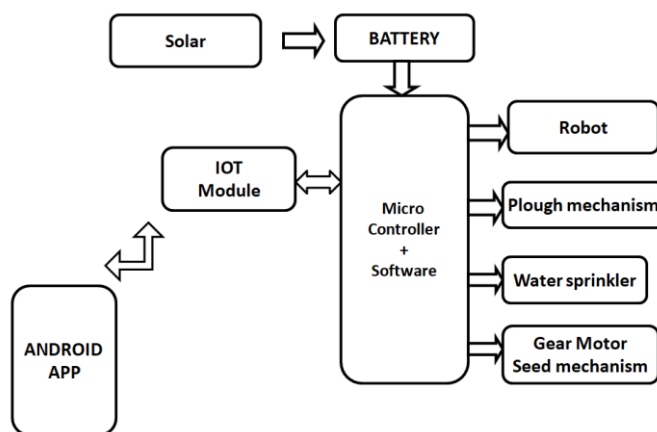 Solar
BATTERY
Robot
IOT
Module
Micro
Controller
+
Software
Plough mechanism
Water sprinkler
ANDROID
APP
Gear Motor
Seed mechanism